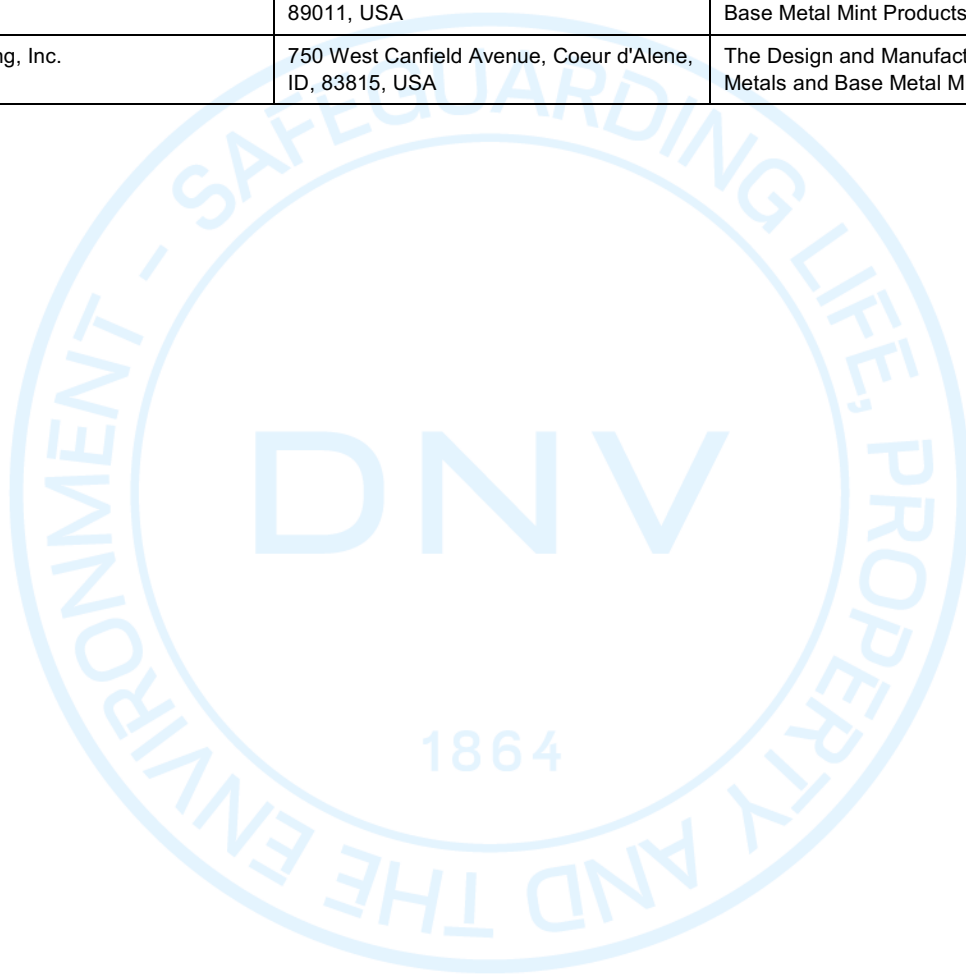 89011, USA
Base Metal Mint Products
ng, Inc.
750 West Canfield Avenue, Coeur d'Alene,
ID, 83815, USA
The Design and Manufact
Metals and Base Metal M
SAFEGUARDING LIFE, PROPERTY AND THE ENVIRONMENT -
DNV
1864